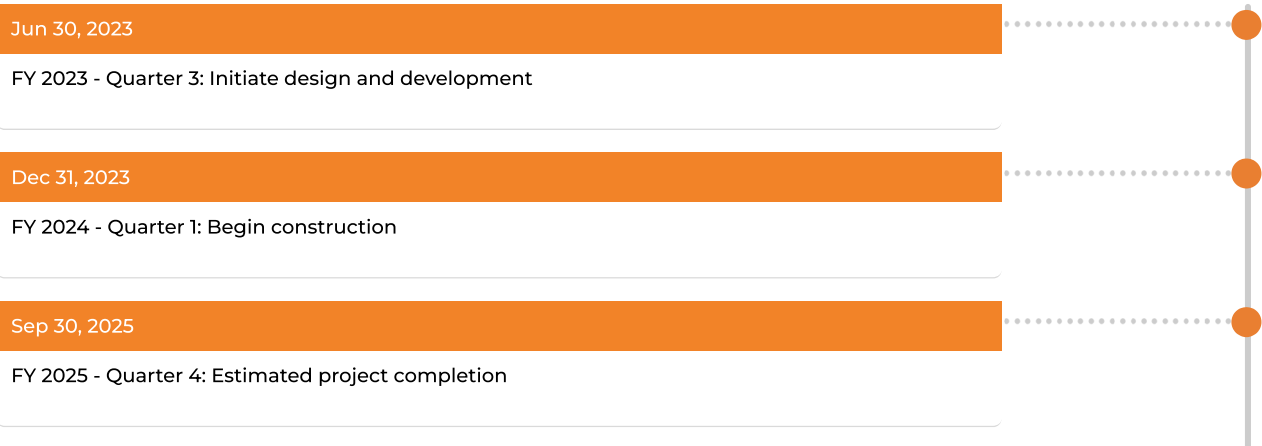 Jun 30, 2023
FY 2023 - Quarter 3: Initiate design and development
Dec 31, 2023
FY 2024 - Quarter 1: Begin construction
Sep 30, 2025
FY 2025 - Quarter 4: Estimated project completion